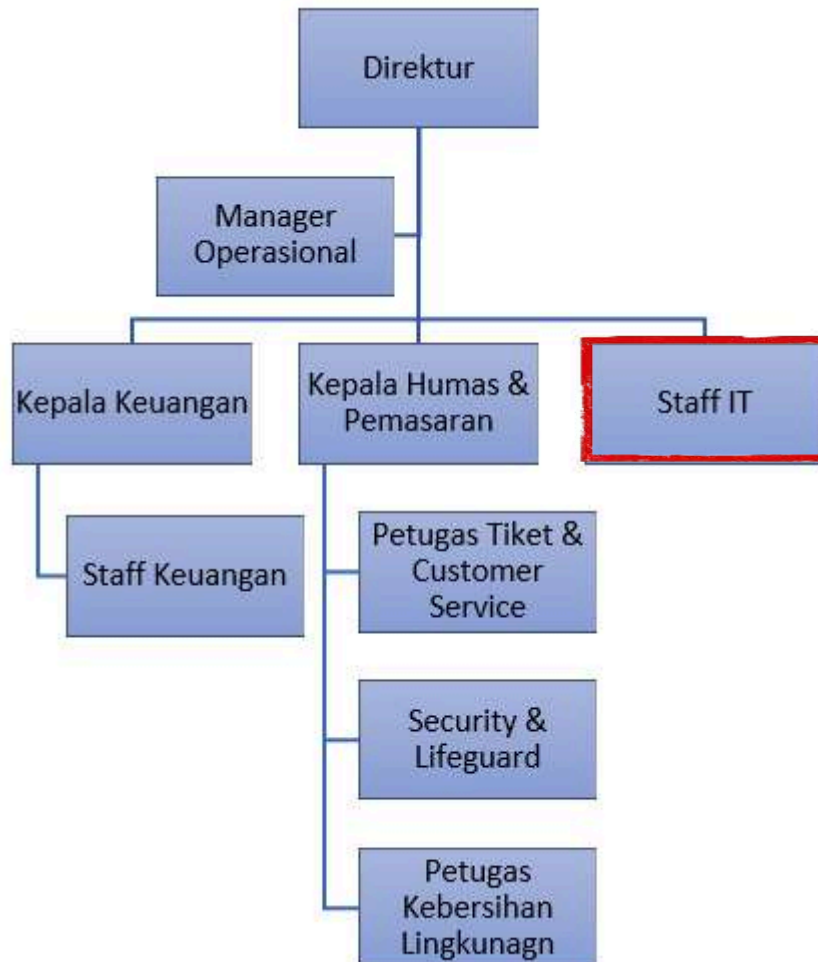 Direktur
Manager
Operasional
Kepala Keuangan
Kepala Humas &
Pemasaran
Staff IT
Staff Keuangan
Petugas Tiket &
Customer
Service
Security &
Lifeguard
Petugas
Kebersihan
Lingkunagn